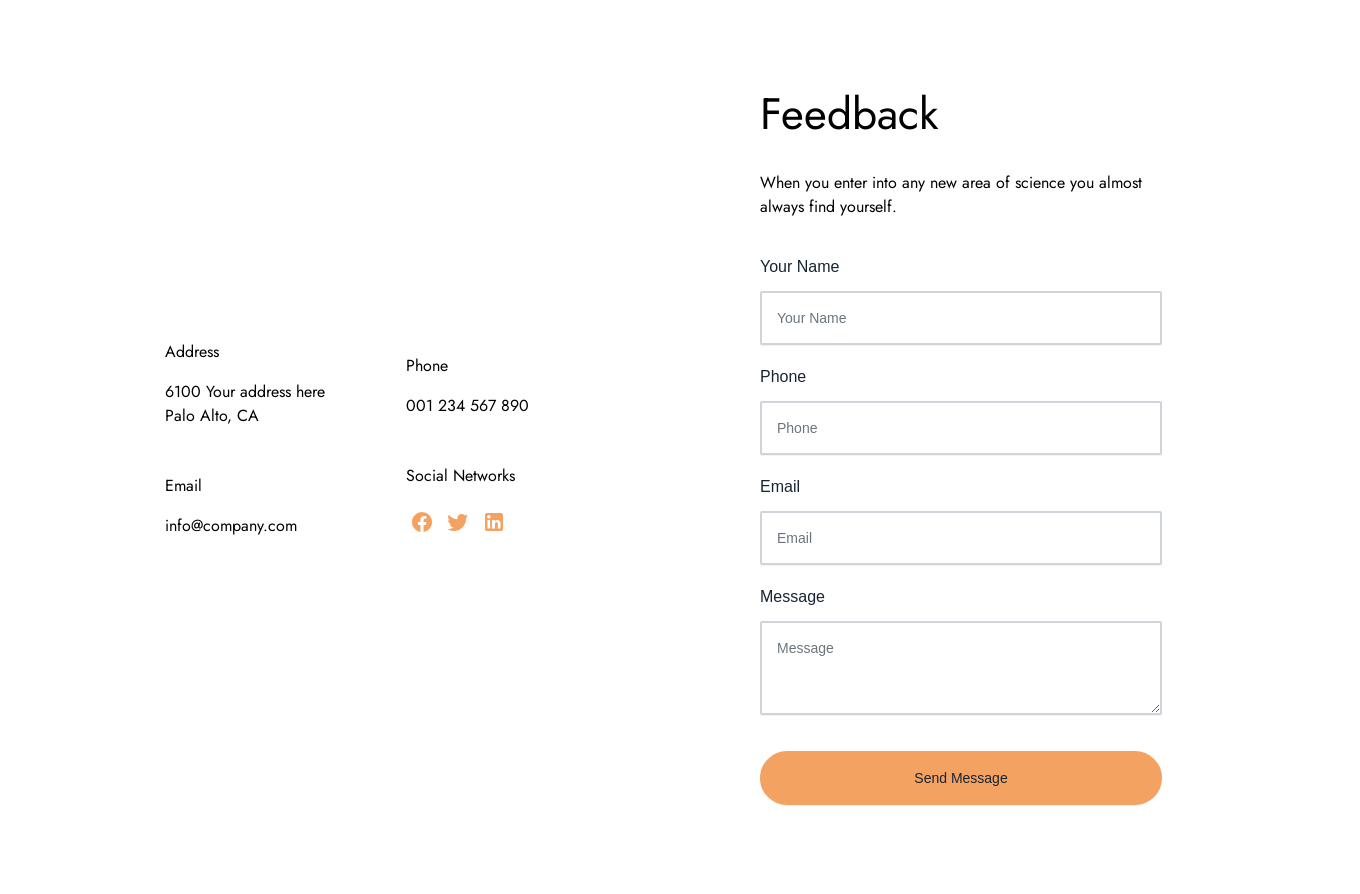 Address
6100 Your address here
Palo Alto, CA
Email
info@company.com
Phone
001 234 567 890
Social Networks
Feedback
When you enter into any new area of science you almost
always find yourself.
Your Name
Your Name
Phone
Phone
Email
Email
Message
Message
Send Message